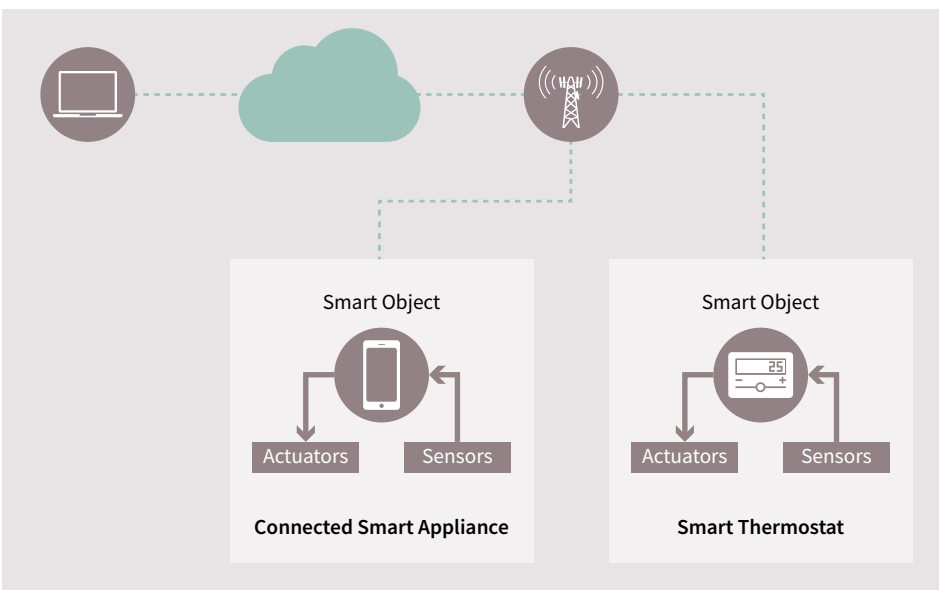 Smart Object
Smart Object
25
Actuators
Sensors
Actuators
Sensors
Connected Smart Appliance
Smart Thermostat